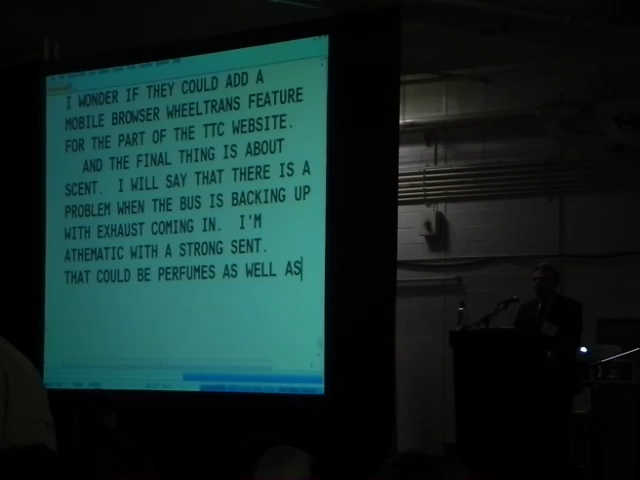 I WONDER IF THEY COULD ADD A
MOBILE BROWSER WHEELTRANS FEATURE
FOR THE PART OF THE TTC WEBSITE.
AND THE FINAL THING IS ABOUT
SCENT. I WILL SAY THAT THERE IS A
PROBLEM WHEN THE BUS IS BACKING UP
WITH EXHAUST COMING IN. I'M
ATHEMATIC WITH A STRONG SENT.
THAT COULD BE PERFUMES AS WELL AS